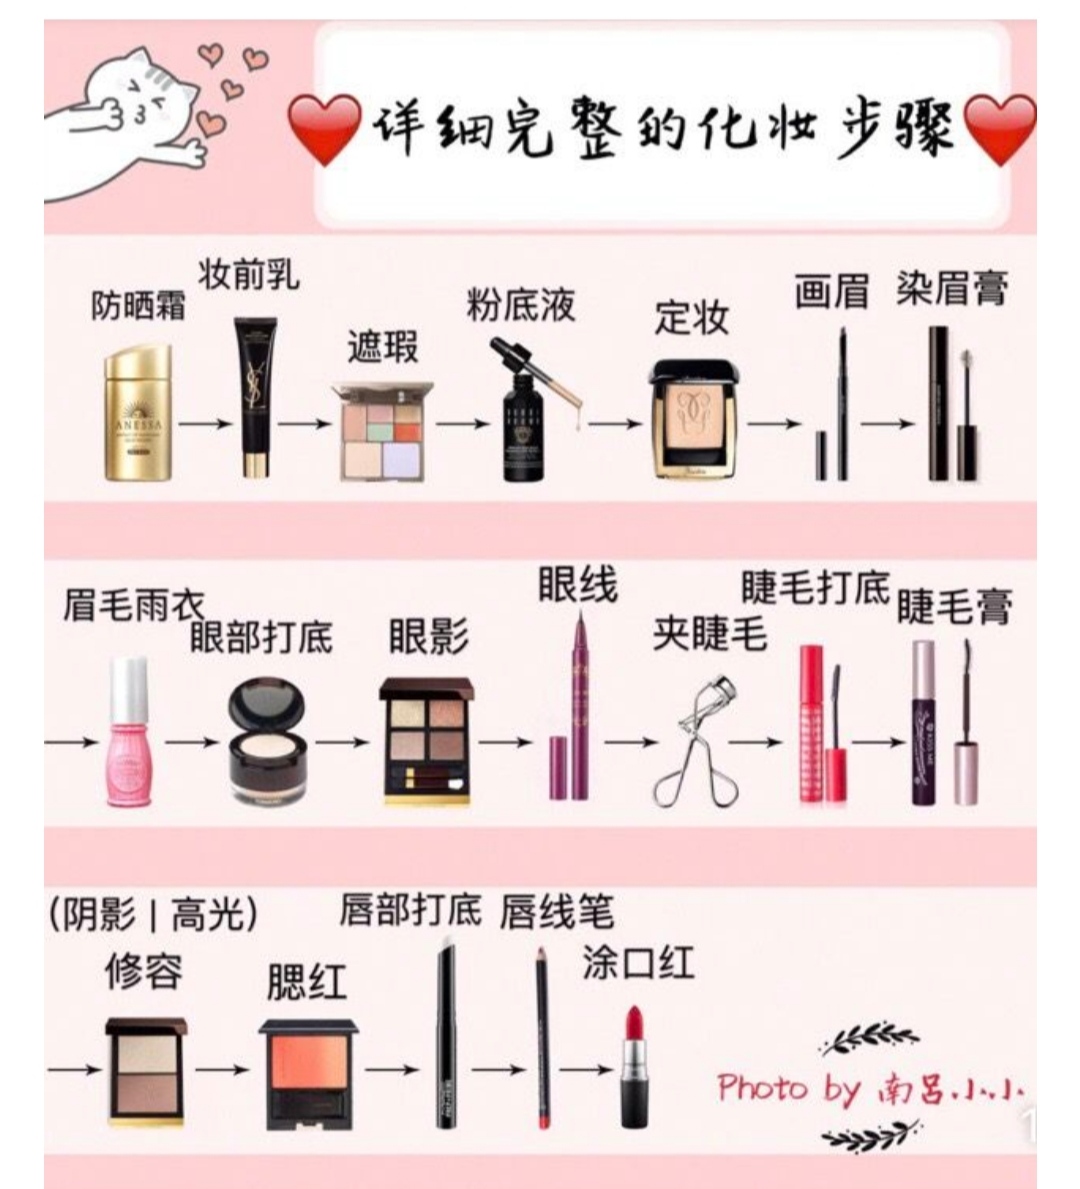 详细完整的化妆步骤
防晒霜
妆前乳
遮瑕
粉底液
定妆
画眉
染眉膏
ANESSA
YSL
眉毛雨衣
眼部打底
眼影
眼线
夹睫毛
睫毛打底
睫毛膏
(阴影 | 高光)
修容
腮红
唇部打底
唇线笔
涂口红
Photo by 南吕小小